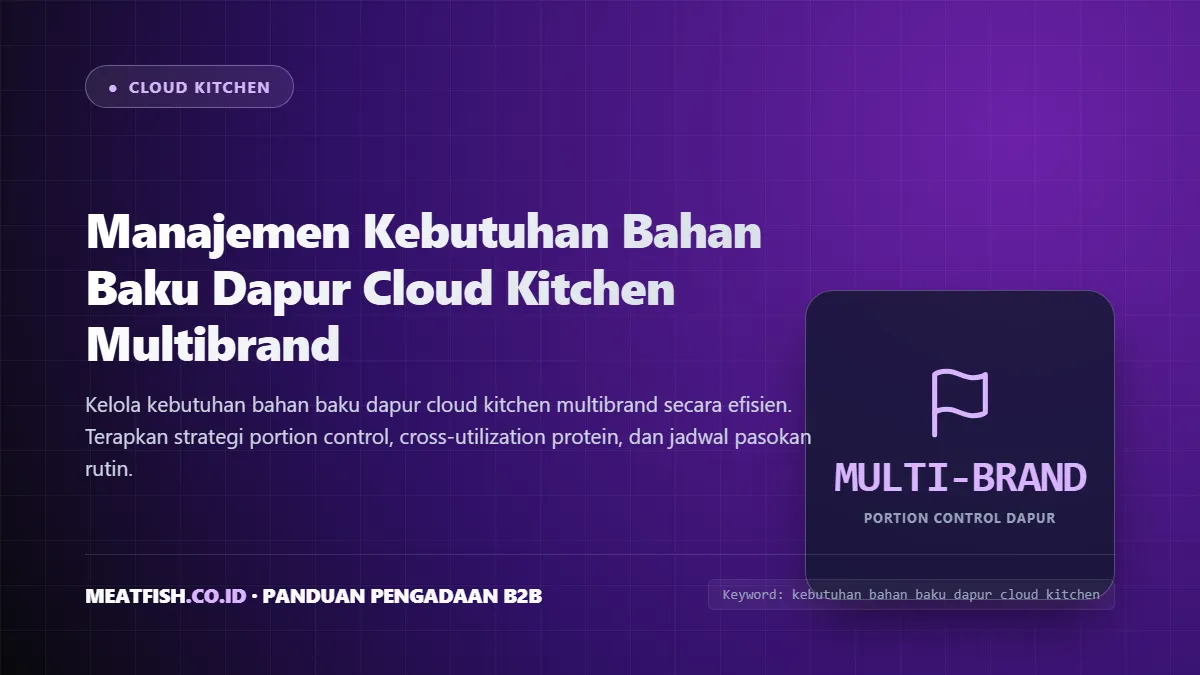 • CLOUD KITCHEN
Manajemen Kebutuhan Bahan
Baku Dapur Cloud Kitchen
Multibrand
Kelola kebutuhan bahan baku dapur cloud kitchen multibrand secara efisien.
Terapkan strategi portion control, cross-utilization protein, dan jadwal pasokan
rutin.
MULTI-BRAND
PORTION CONTROL DAPUR
MEATFISH.CO.ID · PANDUAN PENGADAAN B2B
Keyword: kebutuhan bahan baku dapur cloud kitchen